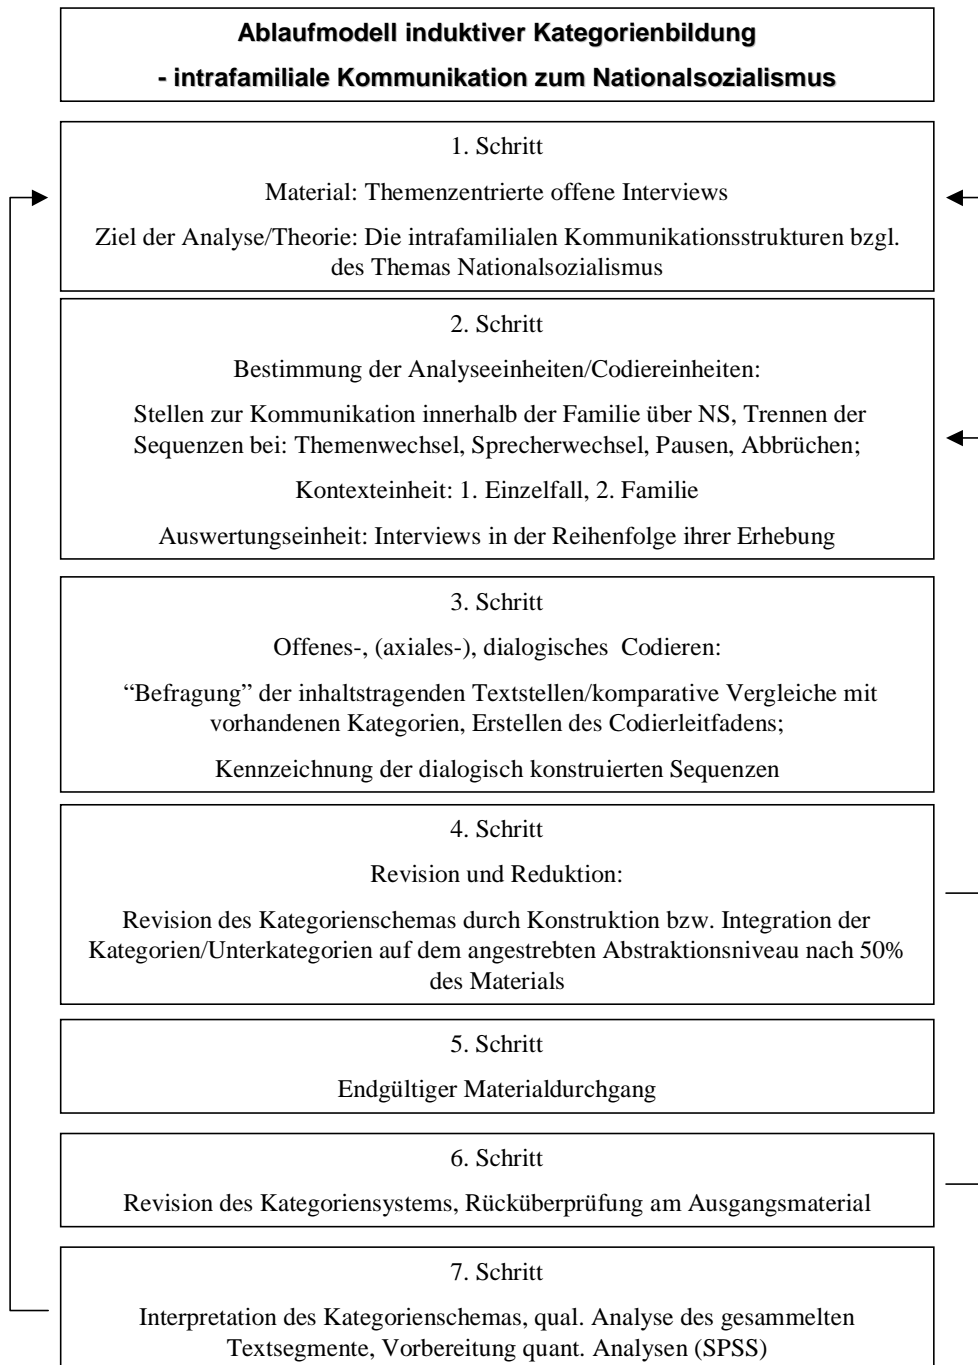 Ablaufmodell induktiver Kategorienbildung
- intrafamiliale Kommunikation zum Nationalsozialismus
1. Schritt
Material: Themenzentrierte offene Interviews
Ziel der Analyse/Theorie: Die intrafamilialen Kommunikationsstrukturen bzgl.
des Themas Nationalsozialismus
2. Schritt
Bestimmung der Analyseeinheiten/Codiereinheiten:
Stellen zur Kommunikation innerhalb der Familie über NS, Trennen der
Sequenzen bei: Themenwechsel, Sprecherwechsel, Pausen, Abbrüchen;
Kontexteinheit: 1. Einzelfall, 2. Familie
Auswertungseinheit: Interviews in der Reihenfolge ihrer Erhebung
3. Schritt
Offenes-, (axiales-), dialogisches Codieren:
“Befragung” der inhaltstragenden Textstellen/komparative Vergleiche mit
vorhandenen Kategorien, Erstellen des Codierleitfadens;
Kennzeichnung der dialogisch konstruierten Sequenzen
4. Schritt
Revision und Reduktion:
Revision des Kategorienschemas durch Konstruktion bzw. Integration der
Kategorien/Unterkategorien auf dem angestrebten Abstraktionsniveau nach 50%
des Materials
5. Schritt
Endgültiger Materialdurchgang
6. Schritt
Revision des Kategoriensystems, Rücküberprüfung am Ausgangsmaterial
7. Schritt
Interpretation des Kategorienschemas, qual. Analyse des gesammelten
Textsegmente, Vorbereitung quant. Analysen (SPSS)